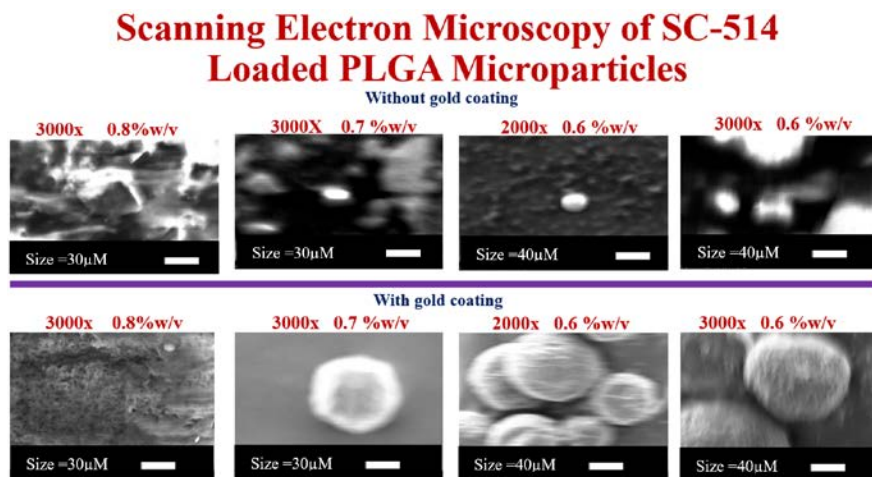 Scanning Electron Microscopy of SC-514
Loaded PLGA Microparticles
Without gold coating
3000x 0.8%w/v
3000X 0.7 %w/v
2000x 0.6 %w/v
3000x 0.6 %w/v
Size =30µM
Size =30µM
Size =40µM
Size =40µM
With gold coating
3000x 0.8%w/v
3000x 0.7 %w/v
2000x 0.6 %w/v
3000x 0.6 %w/v
Size =30µM
Size =30µM
Size =40µM
Size =40µM